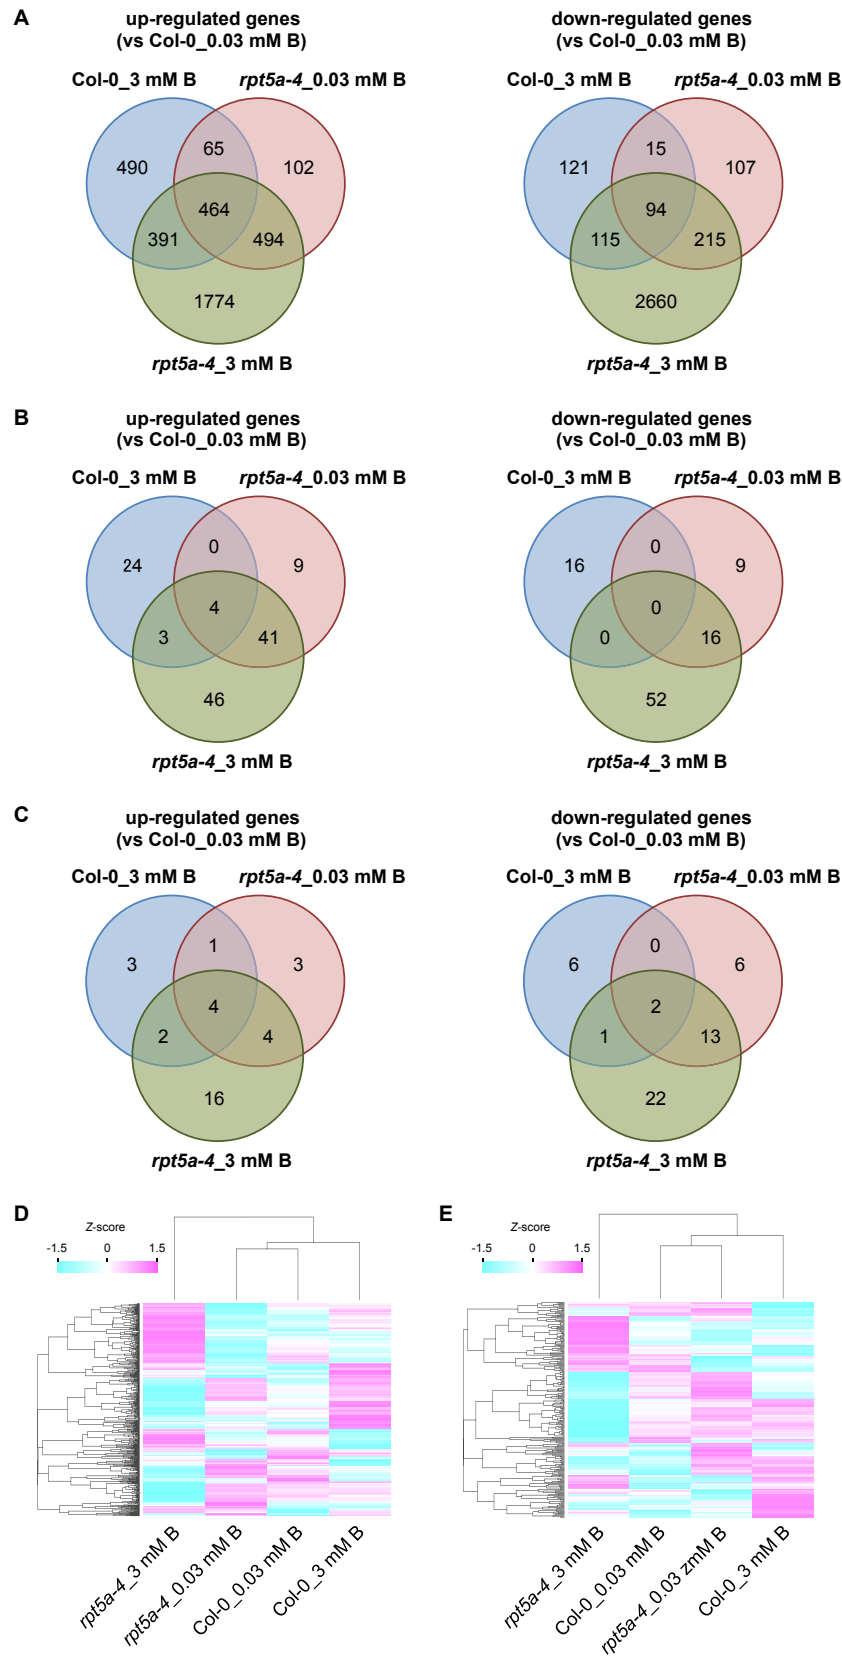 A
up-regulated genes
(vs Col-0_0.03 mM B)
down-regulated genes
(vs Col-0_0.03 mM B)
Col-0_3 mM B
rpt5a-4_0.03 mM B
Col-0_3 mM B
rpt5a-4_0.03 mM B
490
65
102
464
391
494
1774
121
15
107
94
115
215
2660
rpt5a-4_3 mM B
rpt5a-4_3 mM B
B
up-regulated genes
(vs Col-0_0.03 mM B)
down-regulated genes
(vs Col-0_0.03 mM B)
Col-0_3 mM B
rpt5a-4_0.03 mM B
Col-0_3 mM B
rpt5a-4_0.03 mM B
24
0
9
4
3
41
46
16
0
9
0
0
16
52
rpt5a-4_3 mM B
rpt5a-4_3 mM B
C
up-regulated genes
(vs Col-0_0.03 mM B)
down-regulated genes
(vs Col-0_0.03 mM B)
Col-0_3 mM B
rpt5a-4_0.03 mM B
Col-0_3 mM B
rpt5a-4_0.03 mM B
3
1
3
4
2
4
16
6
0
6
2
1
13
22
rpt5a-4_3 mM B
rpt5a-4_3 mM B
D
Z-score
-1.5 0 1.5
rpt5a-4_3 mM B
rpt5a-4_0.03 mM B
Col-0_0.03 mM B
Col-0_3 mM B
E
Z-score
-1.5 0 1.5
rpt5a-4_3 mM B
Col-0_0.03 mM B
rpt5a-4_0.03 zmM B
Col-0_3 mM B